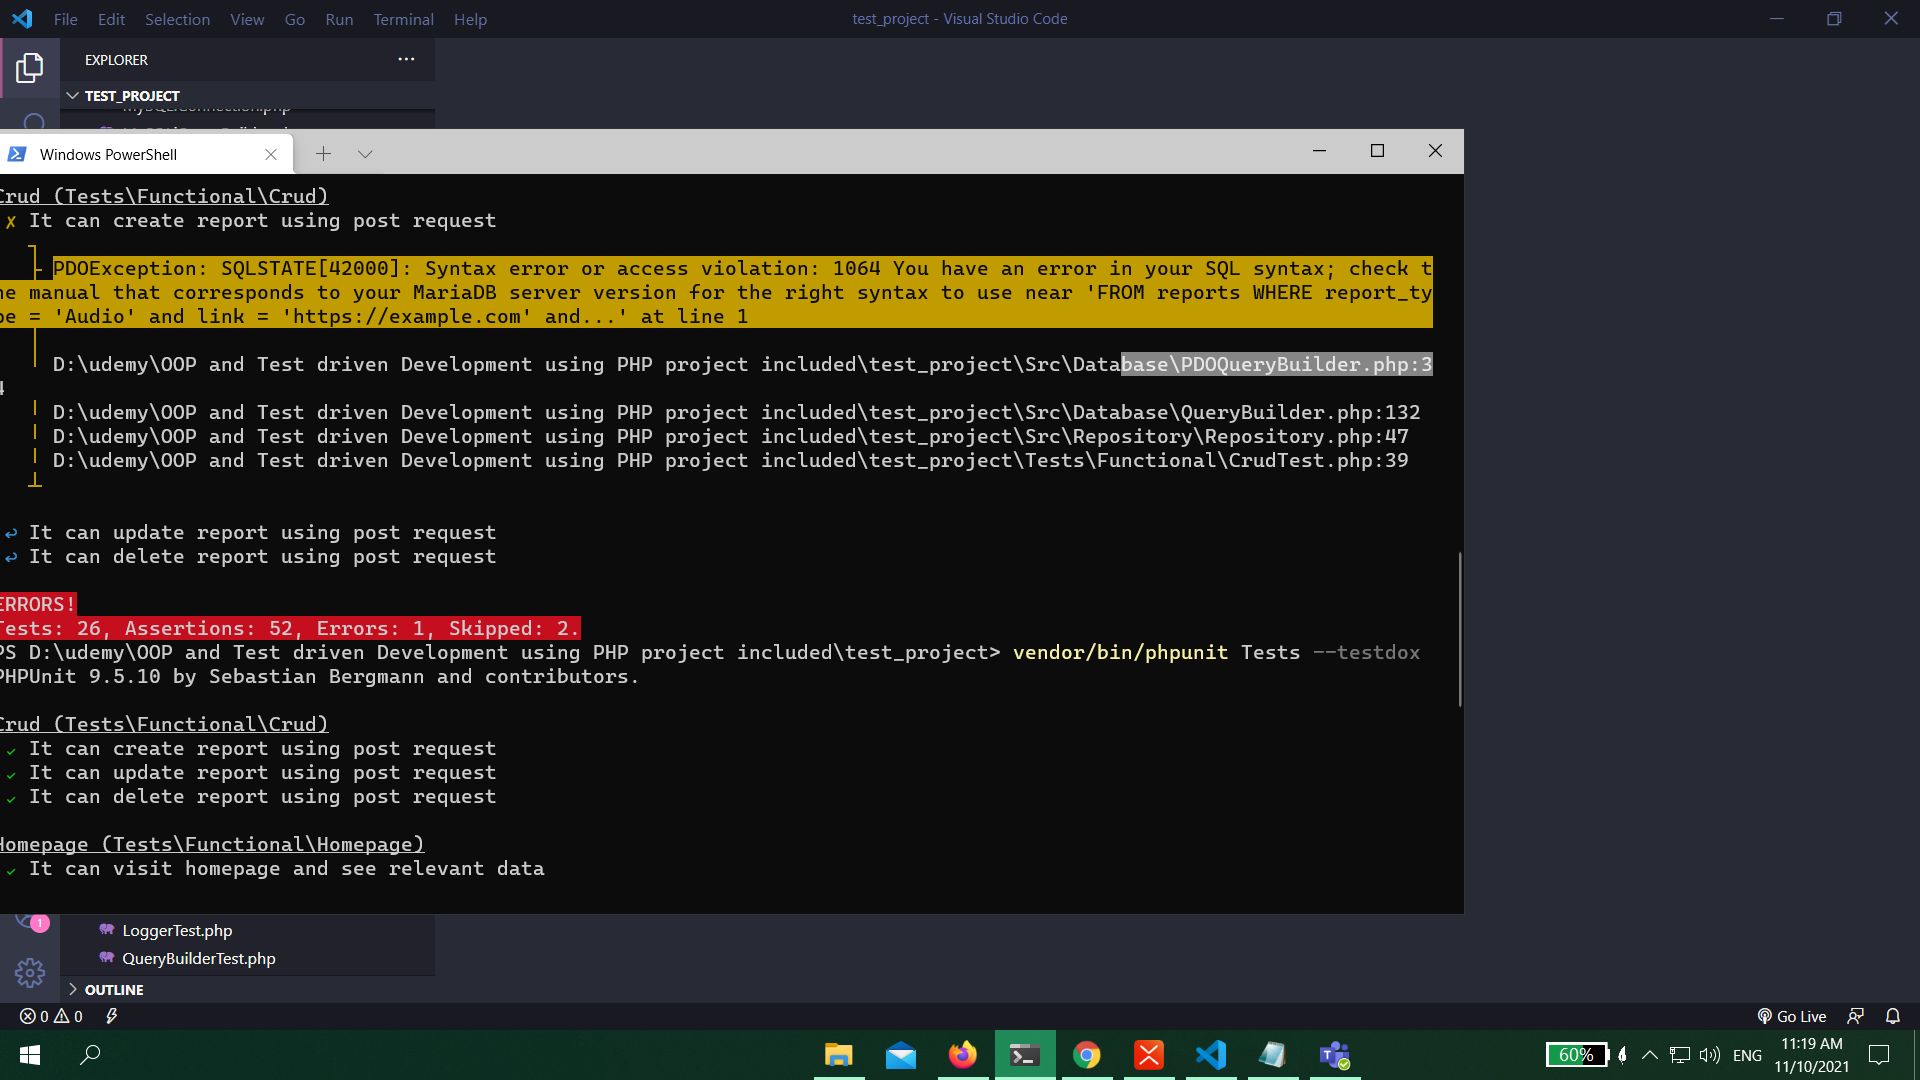 File Edit Selection View Go Run Terminal Help
test_project - Visual Studio Code
EXPLORER
TEST_PROJECT
Windows PowerShell
Crud (Tests\Functional\Crud)
✗ It can create report using post request
PDOException: SQLSTATE[42000]: Syntax error or access violation: 1064 You have an error in your SQL syntax; check t
he manual that corresponds to your MariaDB server version for the right syntax to use near 'FROM reports WHERE report_ty
pe = 'Audio' and link = 'https://example.com' and...' at line 1
D:\udemy\OOP and Test driven Development using PHP project included\test_project\Src\Database\PDOQueryBuilder.php:3
4
D:\udemy\OOP and Test driven Development using PHP project included\test_project\Src\Database\QueryBuilder.php:132
D:\udemy\OOP and Test driven Development using PHP project included\test_project\Src\Repository\Repository.php:47
D:\udemy\OOP and Test driven Development using PHP project included\test_project\Tests\Functional\CrudTest.php:39
↩ It can update report using post request
↩ It can delete report using post request
ERRORS!
Tests: 26, Assertions: 52, Errors: 1, Skipped: 2.
PS D:\udemy\OOP and Test driven Development using PHP project included\test_project> vendor/bin/phpunit Tests --testdox
PHPUnit 9.5.10 by Sebastian Bergmann and contributors.
Crud (Tests\Functional\Crud)
✓ It can create report using post request
✓ It can update report using post request
✓ It can delete report using post request
Homepage (Tests\Functional\Homepage)
✓ It can visit homepage and see relevant data
1
LoggerTest.php
QueryBuilderTest.php
OUTLINE
0 0
Go Live
60%
ENG
11:19 AM
11/10/2021